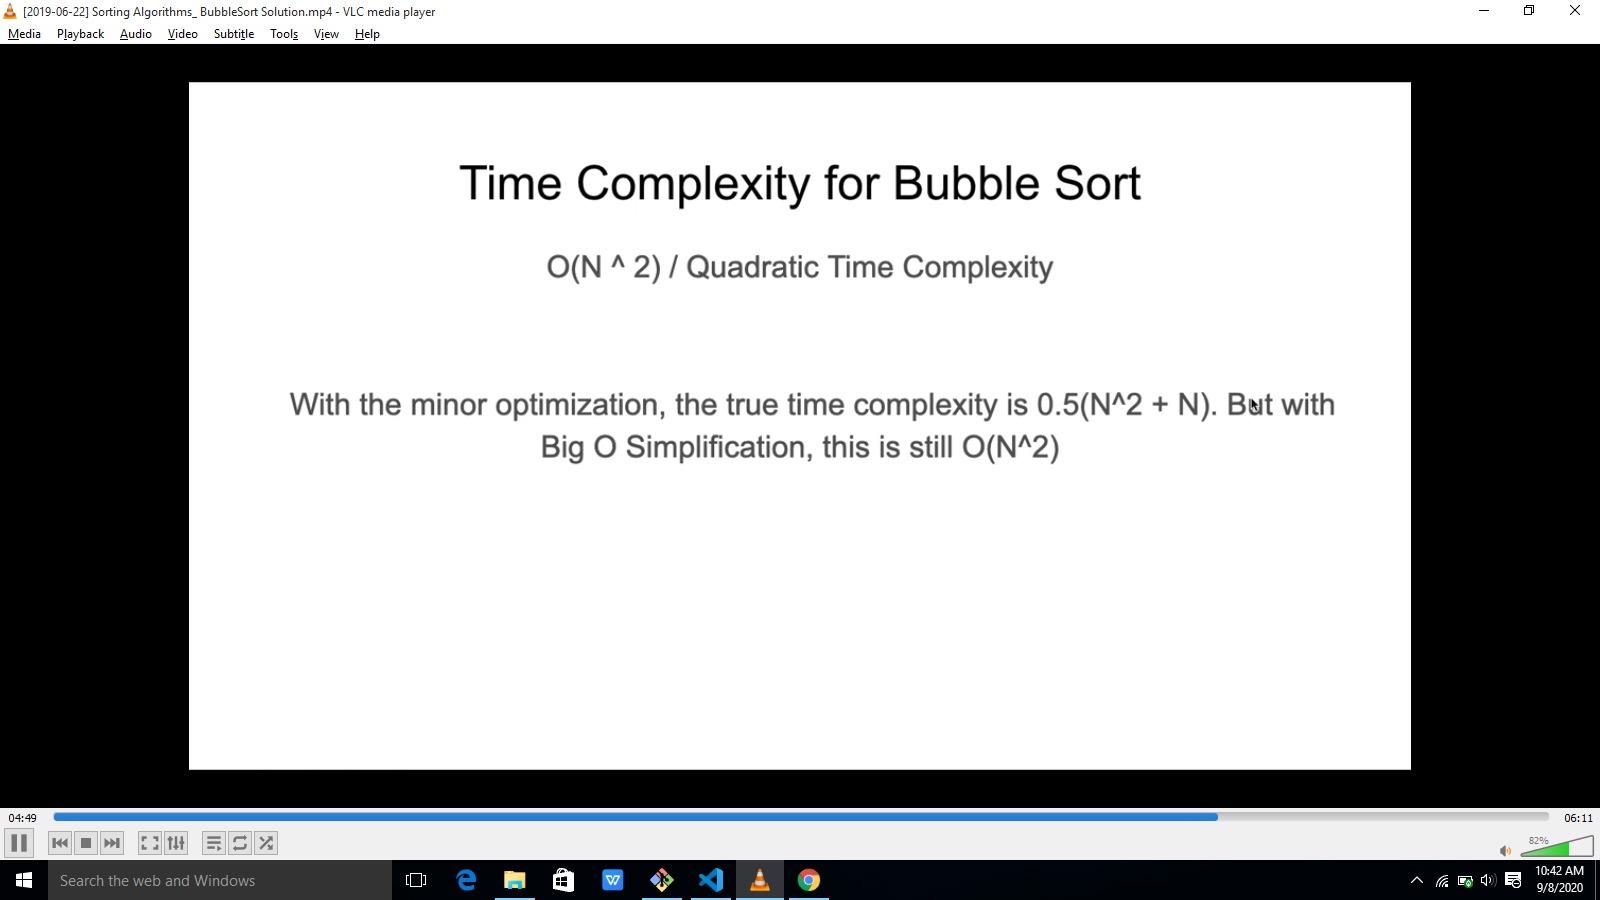 [2019-06-22] Sorting Algorithms_ BubbleSort Solution.mp4 - VLC media player
Media Playback Audio Video Subtitle Tools View Help
Time Complexity for Bubble Sort
O(N ^ 2) / Quadratic Time Complexity
With the minor optimization, the true time complexity is 0.5(N^2 + N). But with
Big O Simplification, this is still O(N^2)
04:49
06:11
82%
Search the web and Windows
10:42 AM
9/8/2020